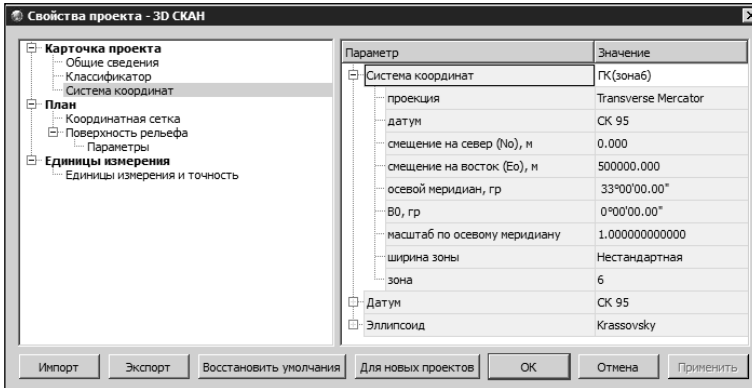 Свойства проекта - 3D СКАН
Карточка проекта
Общие сведения
Классификатор
Система координат
План
Координатная сетка
Поверхность рельефа
Параметры
Единицы измерения
Единицы измерения и точность
Параметр Значение
Система координат ГК(зона6)
проекция Transverse Mercator
датум СК 95
смещение на север (No), м 0.000
смещение на восток (Eo), м 500000.000
осевой меридиан, гр 33°00'00.00"
B0, гр 0°00'00.00"
масштаб по осевому меридиану 1.000000000000
ширина зоны Нестандартная
зона 6
Датум СК 95
Эллипсоид Krassovsky
Импорт Экспорт Восстановить умолчания Для новых проектов OK Отмена Применить